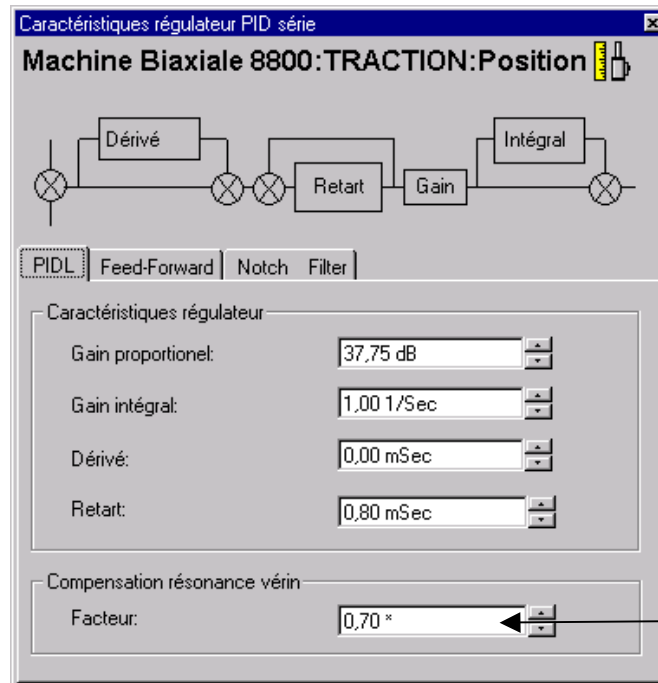 Caractéristiques régulateur PID série
Machine Biaxiale 8800:TRACTION:Position
Dérivé
Intégral
Retart
Gain
PIDL
Feed-Forward
Notch Filter
Caractéristiques régulateur
Gain proportionel:
37,75 dB
Gain intégral:
1,00 1/Sec
Dérivé:
0,00 mSec
Retart:
0,80 mSec
Compensation résonance vérin
Facteur:
0,70 *